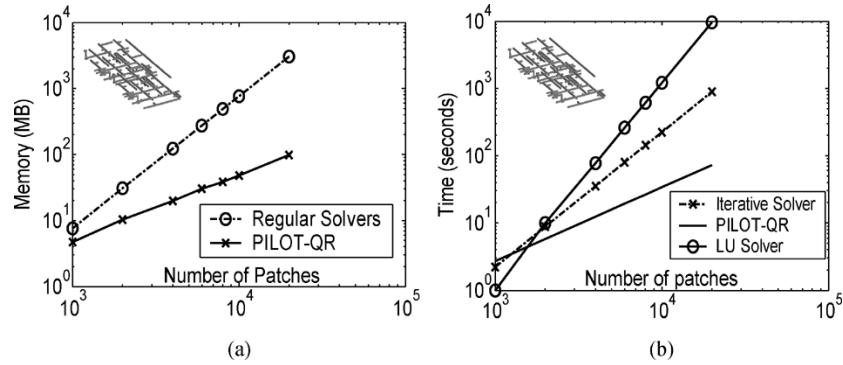 10^4
10^3
10^2
10^1
10^0
Memory (MB)
Regular Solvers
PILOT-QR
Number of Patches
10^3
10^4
10^5
(a)
10^4
10^3
10^2
10^1
10^0
Time (seconds)
Iterative Solver
PILOT-QR
LU Solver
Number of patches
10^3
10^4
10^5
(b)